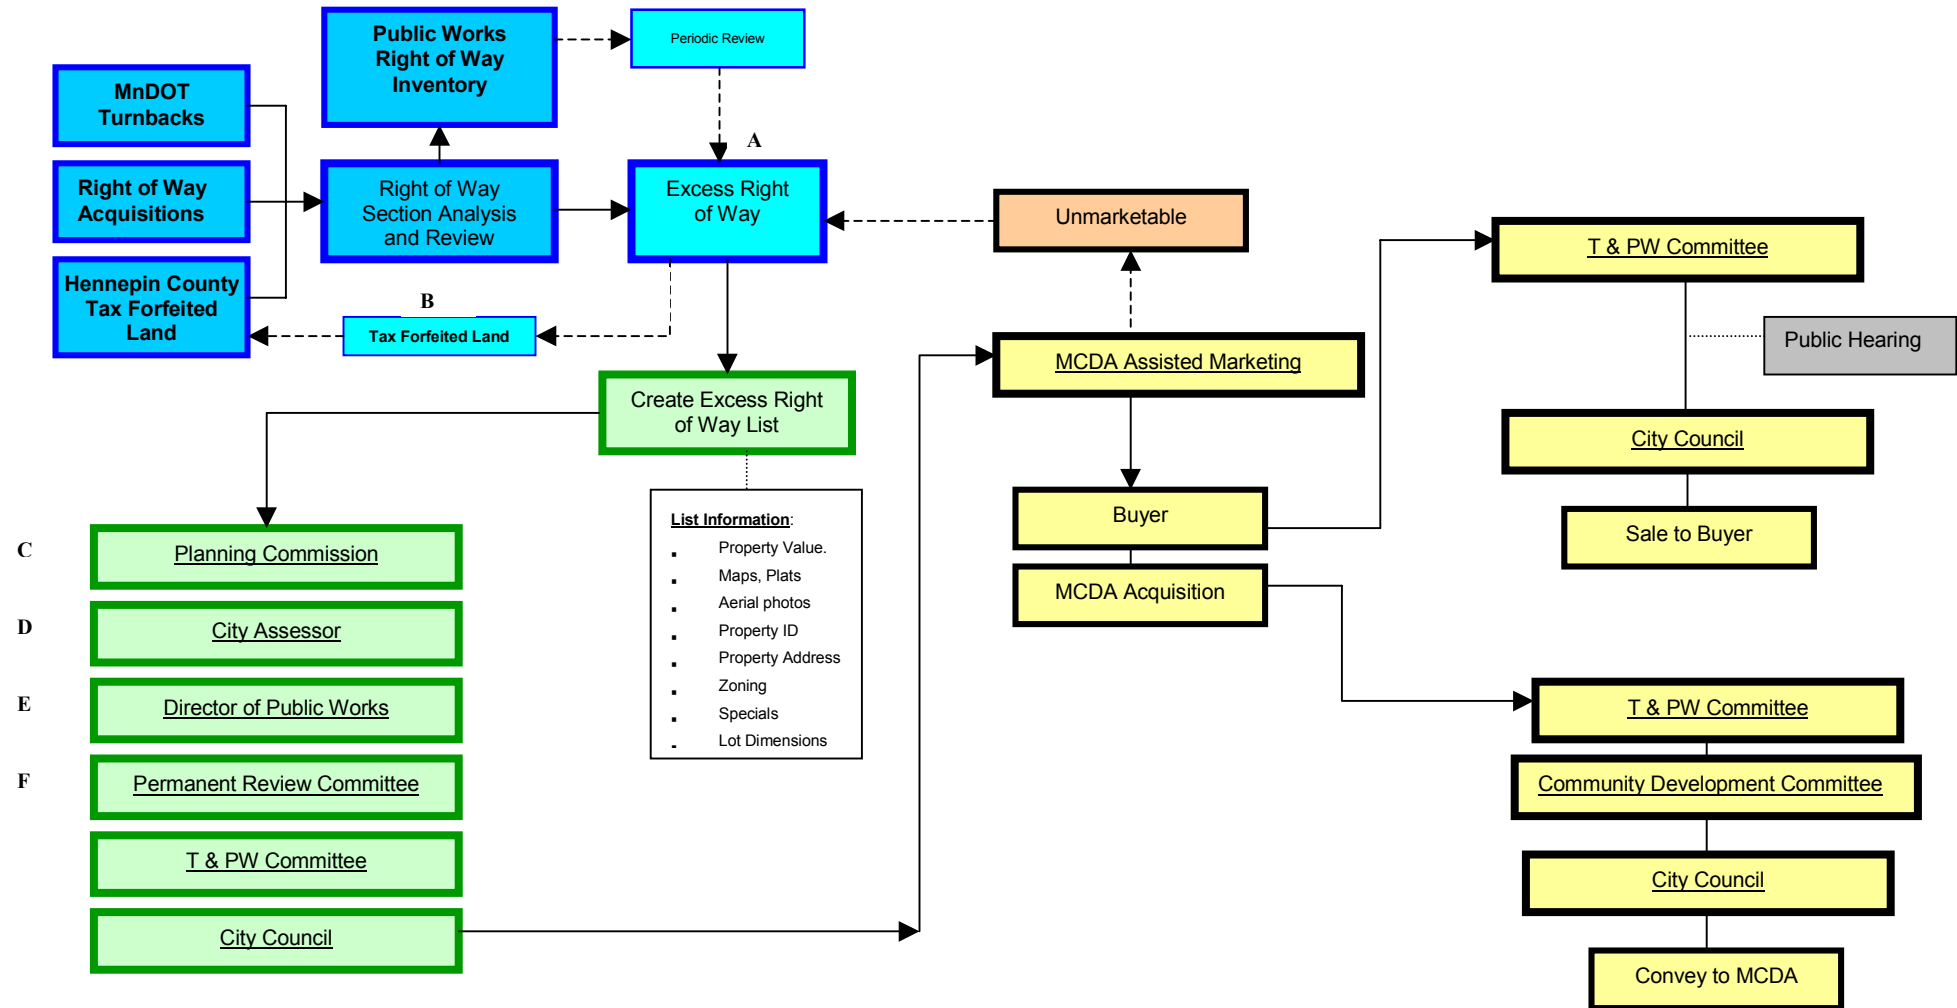 Public Works
Right of Way
Inventory
Periodic Review
MnDOT
Turnbacks
A
Right of Way
Acquisitions
Right of Way
Section Analysis
and Review
Excess Right
of Way
Unmarketable
T & PW Committee
Hennepin County
Tax Forfeited
Land
B
Tax Forfeited Land
Public Hearing
MCDA Assisted Marketing
Create Excess Right
of Way List
City Council
List Information:
▪ Property Value.
▪ Maps, Plats
▪ Aerial photos
▪ Property ID
▪ Property Address
▪ Zoning
▪ Specials
▪ Lot Dimensions
Buyer
Sale to Buyer
MCDA Acquisition
C
Planning Commission
D
City Assessor
E
Director of Public Works
F
Permanent Review Committee
T & PW Committee
City Council
T & PW Committee
Community Development Committee
City Council
Convey to MCDA